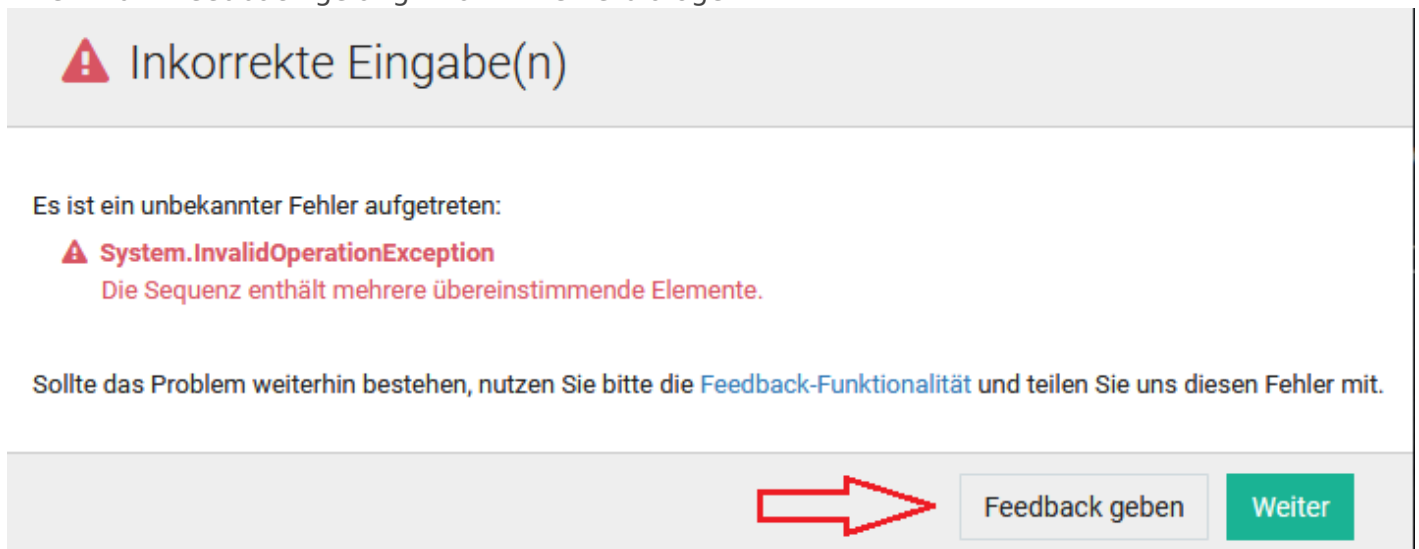 Inkorrekte Eingabe(n)
Es ist ein unbekannter Fehler aufgetreten:
System.InvalidOperationException
Die Sequenz enthält mehrere übereinstimmende Elemente.
Sollte das Problem weiterhin bestehen, nutzen Sie bitte die Feedback-Funktionalität und teilen Sie uns diesen Fehler mit.
Feedback geben Weiter